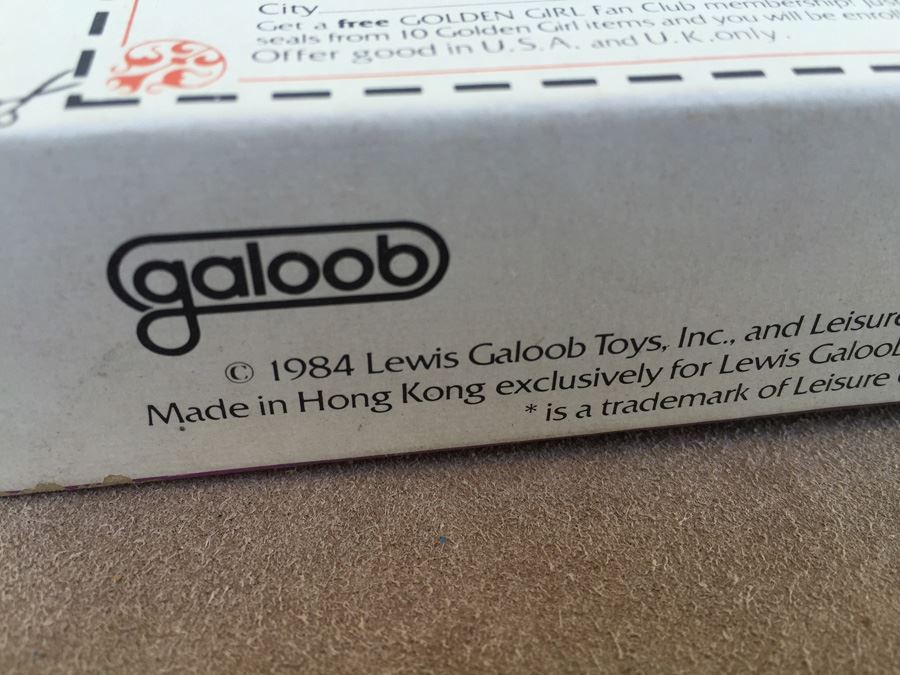 City
Get a free GOLDEN GIRL Fan Club membership! Just
seals from 10 Golden Girl items and you will be
Offer good in U.S.A. and U.K. only.
galoob
© 1984 Lewis Galoob Toys, Inc., and Leisure
Made in Hong Kong exclusively for Lewis Galoob
* is a trademark of Leisure